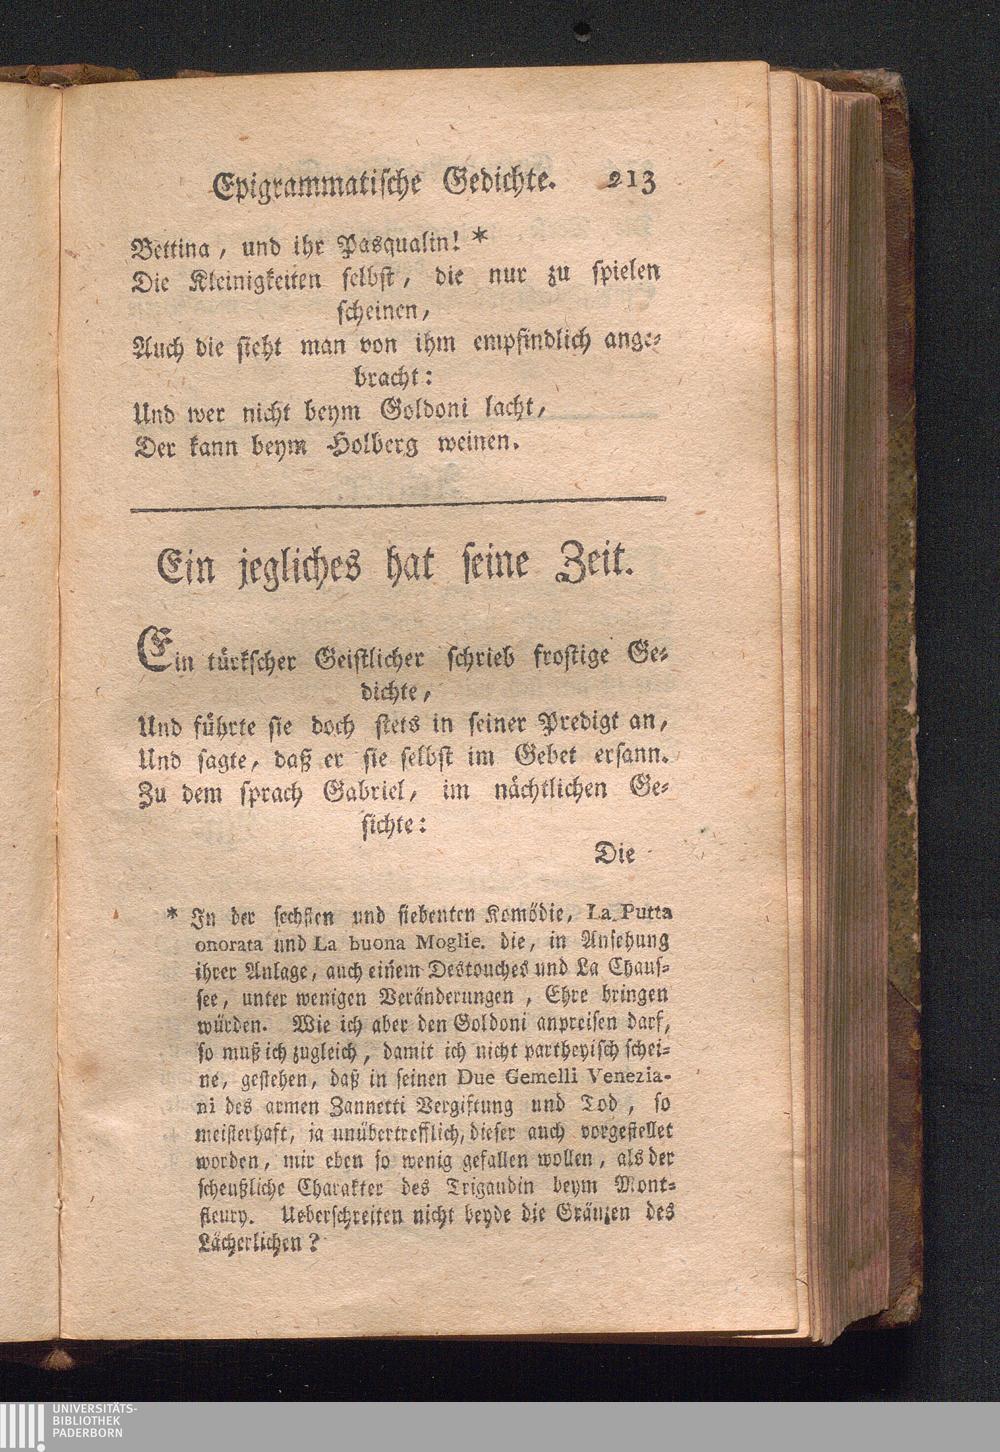 Epigrammatische Gedichte. 213
Bettina, und ihr Pasqualin! *
Die Kleinigkeiten selbst, die nur zu spielen
scheinen,
Auch die sieht man von ihm empfindlich ange-
bracht:
Und wer nicht beym Goldoni lacht,
Der kann beym Holberg weinen.
Ein jegliches hat seine Zeit.
Ein türkscher Geistlicher schrieb frostige Ge-
dichte,
Und führte sie doch stets in seiner Predigt an,
Und sagte, daß er sie selbst im Gebet ersann.
Zu dem sprach Gabriel, im nächtlichen Ge-
sichte:
Die
* In der sechsten und siebenten Komödie, La Putta
onorata und La buona Moglie. die, in Ansehung
ihrer Anlage, auch einem Destouches und La Chaus-
see, unter wenigen Veränderungen, Ehre bringen
würden. Wie ich aber den Goldoni anpreisen darf,
so muß ich zugleich, damit ich nicht partheyisch schei-
ne, gestehen, daß in seinen Due Gemelli Venezia-
ni des armen Zannetti Vergiftung und Tod, so
meisterhaft, ja unübertrefflich, dieser auch vorgestellet
worden, mir eben so wenig gefallen wollen, als der
scheußliche Charakter des Trigaudin beym Mont-
fleury. Ueberschreiten nicht beyde die Gränzen des
Lächerlichen?
UNIVERSITÄTS-
BIBLIOTHEK
PADERBORN